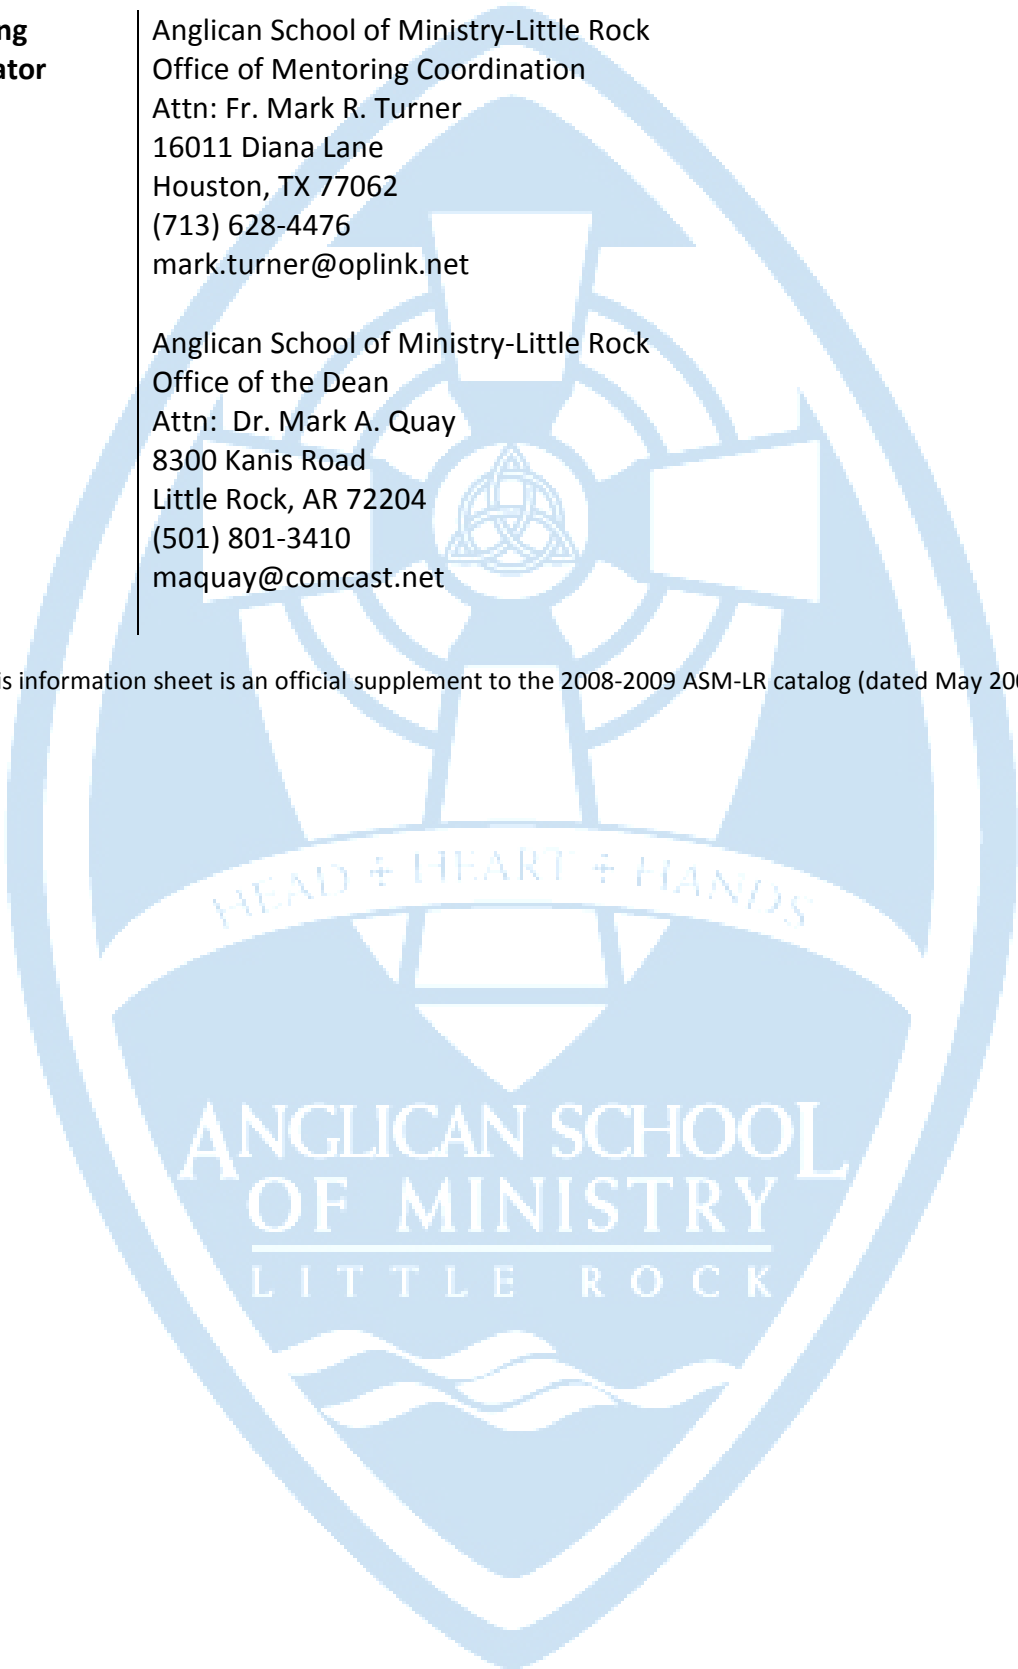 ng
ator
Anglican School of Ministry-Little Rock
Office of Mentoring Coordination
Attn: Fr. Mark R. Turner
16011 Diana Lane
Houston, TX 77062
(713) 628-4476
mark.turner@oplink.net
Anglican School of Ministry-Little Rock
Office of the Dean
Attn: Dr. Mark A. Quay
8300 Kanis Road
Little Rock, AR 72204
(501) 801-3410
maquay@comcast.net
is information sheet is an official supplement to the 2008-2009 ASM-LR catalog (dated May 200
HEAD + HEART + HANDS
ANGLICAN SCHOOL
OF MINISTRY
LITTLE ROCK